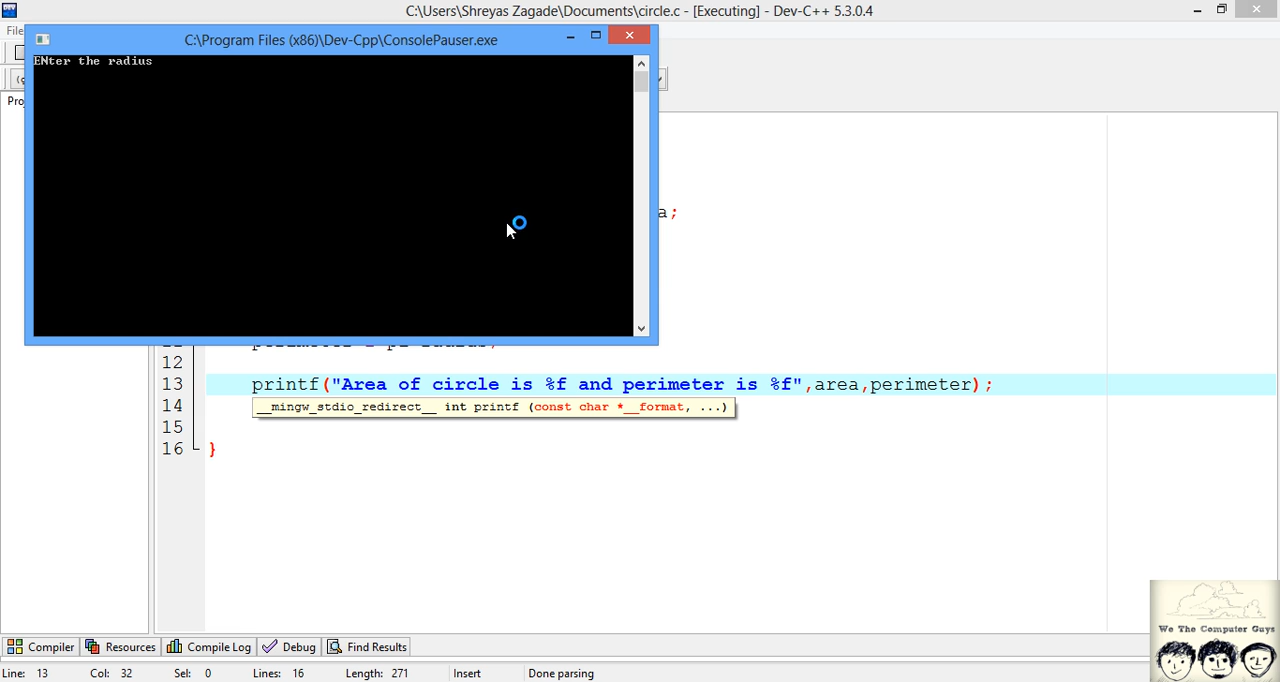 C:\Users\Shreyas Zagade\Documents\circle.c - [Executing] - Dev-C++ 5.3.0.4
File
C:\Program Files (x86)\Dev-Cpp\ConsolePauser.exe
ENter the radius
a;
12
13 printf("Area of circle is %f and perimeter is %f",area,perimeter);
14 __mingw_stdio_redirect__ int printf (const char *__format, ...)
15
16 }
Compiler Resources Compile Log Debug Find Results
We The Computer Guys
Line: 13 Col: 32 Sel: 0 Lines: 16 Length: 271 Insert Done parsing